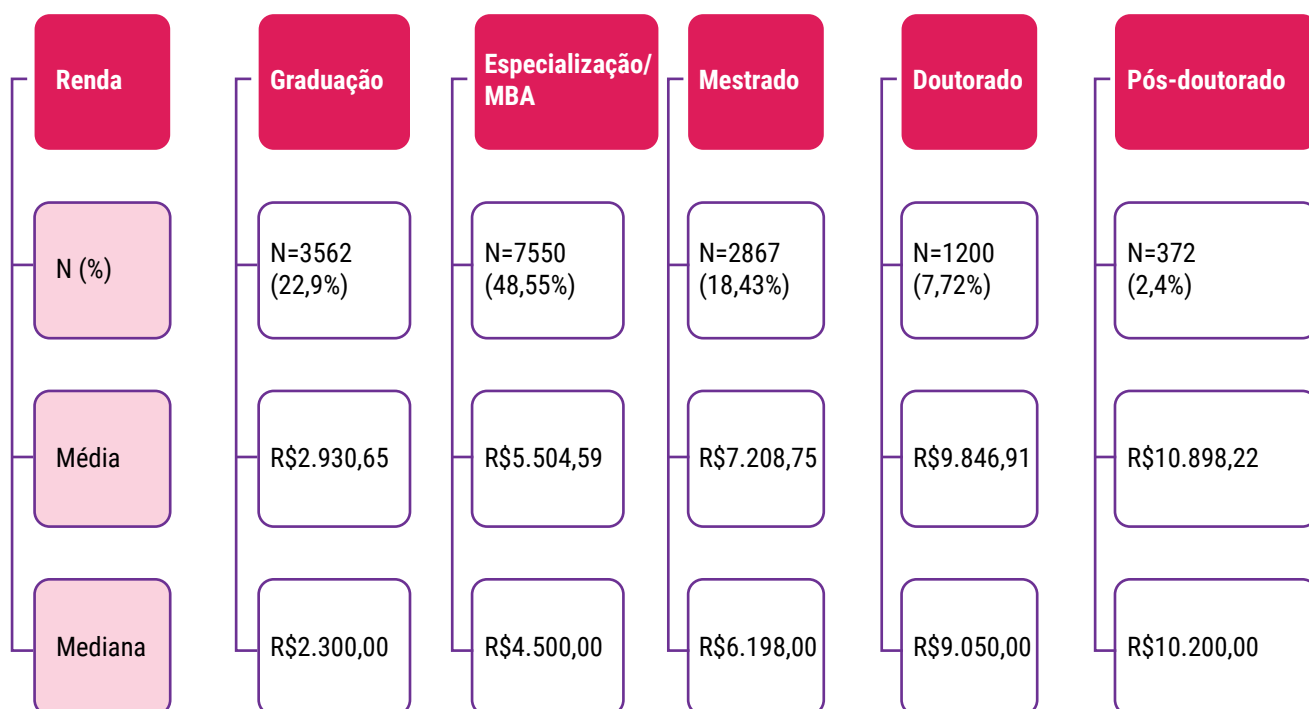 Renda
Graduação
Especialização/
MBA
Mestrado
Doutorado
Pós-doutorado
N (%)
N=3562
(22,9%)
N=7550
(48,55%)
N=2867
(18,43%)
N=1200
(7,72%)
N=372
(2,4%)
Média
R$2.930,65
R$5.504,59
R$7.208,75
R$9.846,91
R$10.898,22
Mediana
R$2.300,00
R$4.500,00
R$6.198,00
R$9.050,00
R$10.200,00